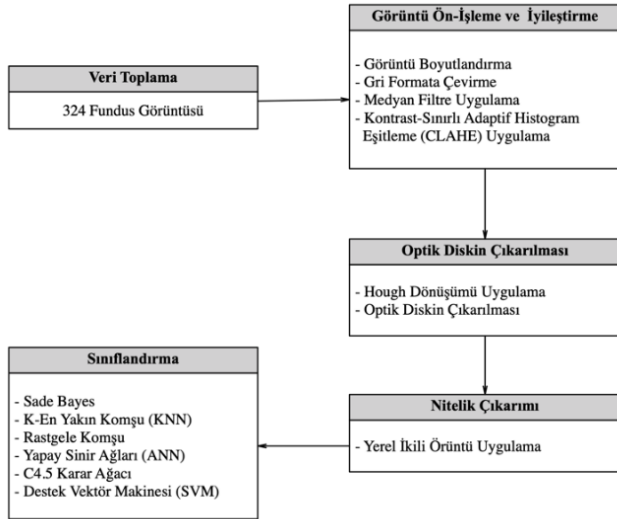 Veri Toplama
324 Fundus Görüntüsü
Görüntü Ön-İşleme ve İyileştirme
- Görüntü Boyutlandırma
- Gri Formata Çevirme
- Medyan Filtre Uygulama
- Kontrast-Sınırlı Adaptif Histogram
Eşitleme (CLAHE) Uygulama
Optik Diskin Çıkarılması
- Hough Dönüşümü Uygulama
- Optik Diskin Çıkarılması
Nitelik Çıkarımı
- Yerel İkili Örüntü Uygulama
Sınıflandırma
- Sade Bayes
- K-En Yakın Komşu (KNN)
- Rastgele Komşu
- Yapay Sinir Ağları (ANN)
- C4.5 Karar Ağacı
- Destek Vektör Makinesi (SVM)